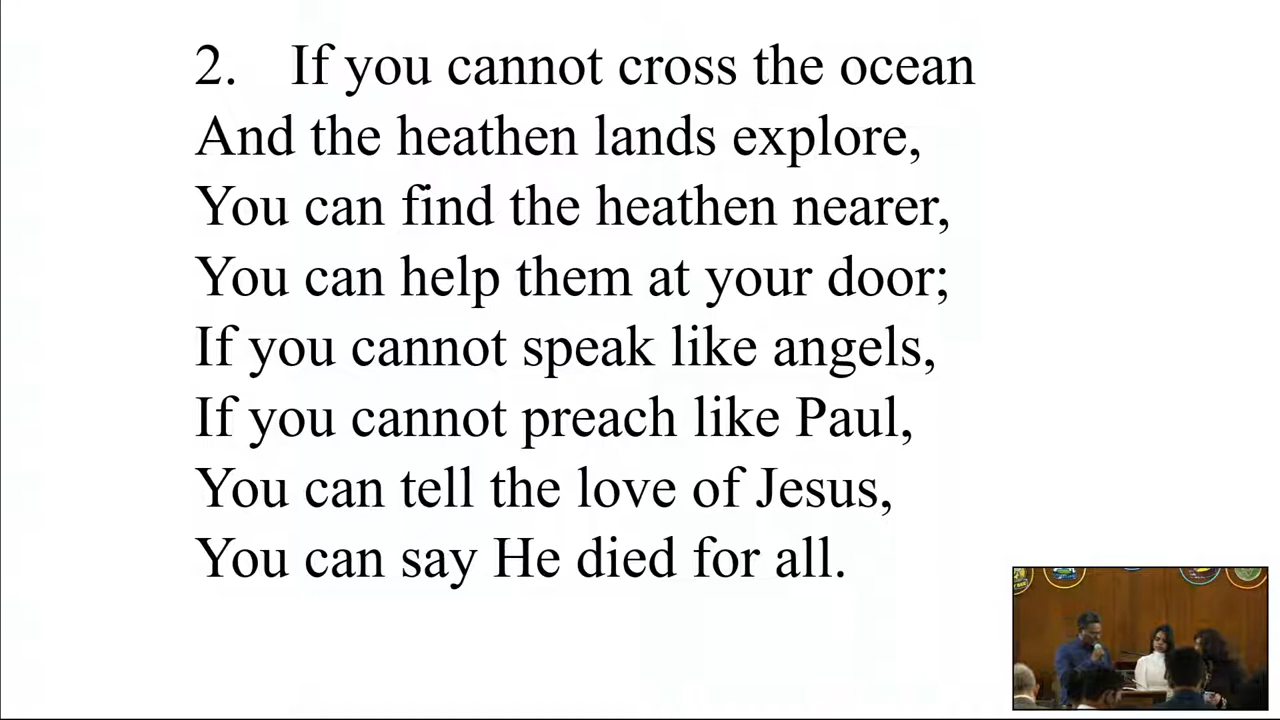 2. If you cannot cross the ocean
And the heathen lands explore,
You can find the heathen nearer,
You can help them at your door;
If you cannot speak like angels,
If you cannot preach like Paul,
You can tell the love of Jesus,
You can say He died for all.